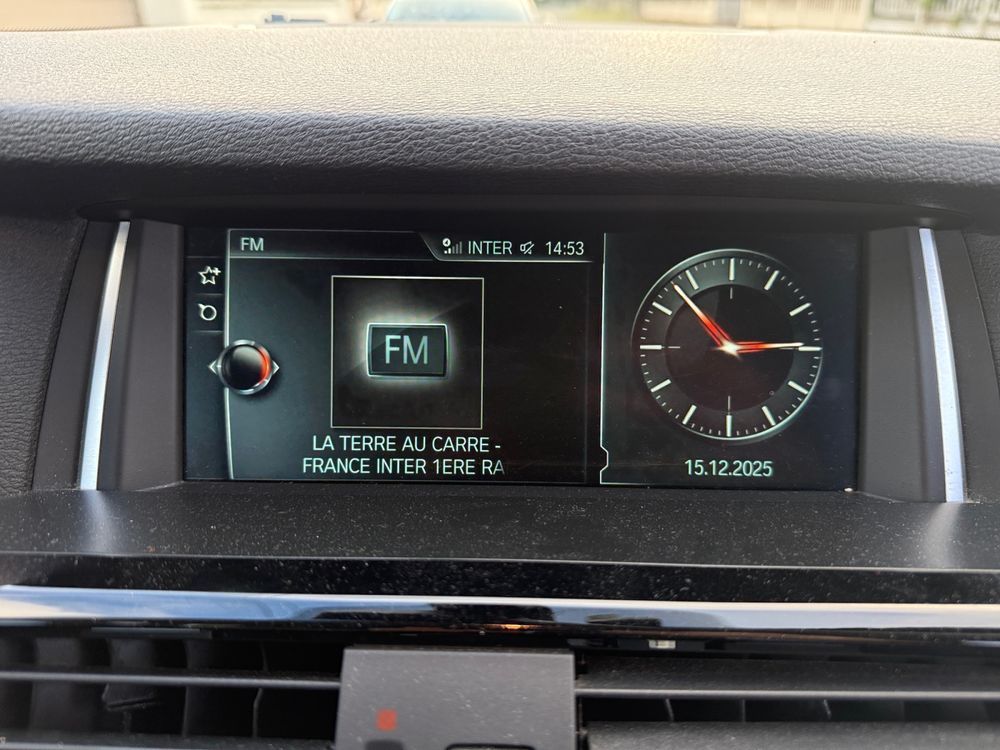 FM
INTER 14:53
FM
LA TERRE AU CARRE -
FRANCE INTER 1ERE RA
15.12.2025